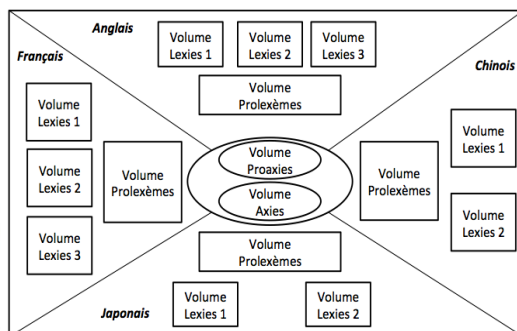 Anglais
Volume
Lexies 1
Volume
Lexies 2
Volume
Lexies 3
Volume
Prolexèmes
Français
Volume
Lexies 1
Volume
Lexies 2
Volume
Lexies 3
Volume
Prolexèmes
Volume
Proaxies
Volume
Axies
Chinois
Volume
Prolexèmes
Volume
Lexies 1
Volume
Lexies 2
Volume
Prolexèmes
Japonais
Volume
Lexies 1
Volume
Lexies 2